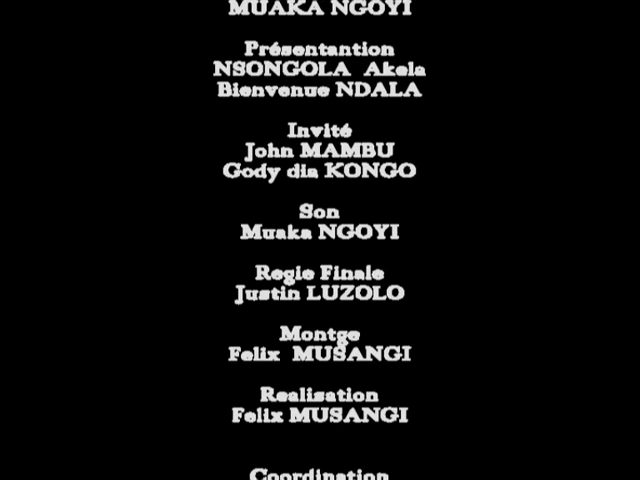 MUAKA NGOYI
Présentantion
NSONGOLA Akela
Bienvenue NDALA
Invité
John MAMBU
Gody dia KONGO
Son
Muaka NGOYI
Regie Finale
Justin LUZOLO
Montge
Felix MUSANGI
Realisation
Felix MUSANGI
Coordination